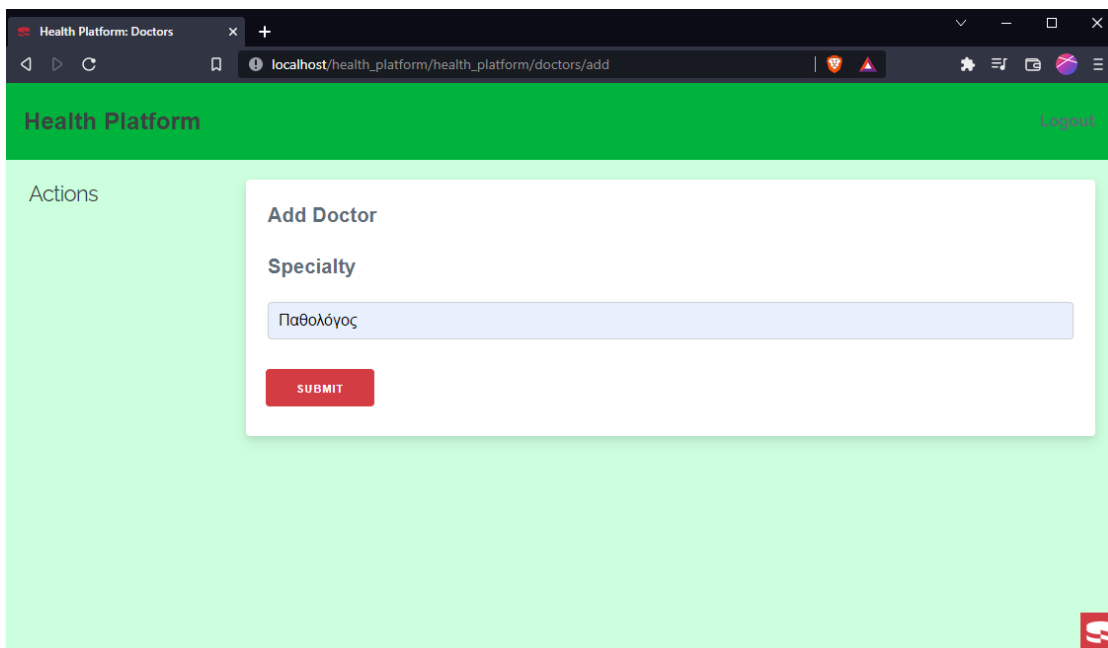 Health Platform: Doctors
localhost/health_platform/health_platform/doctors/add
Health Platform
Logout
Actions
Add Doctor
Specialty
Παθολόγος
SUBMIT